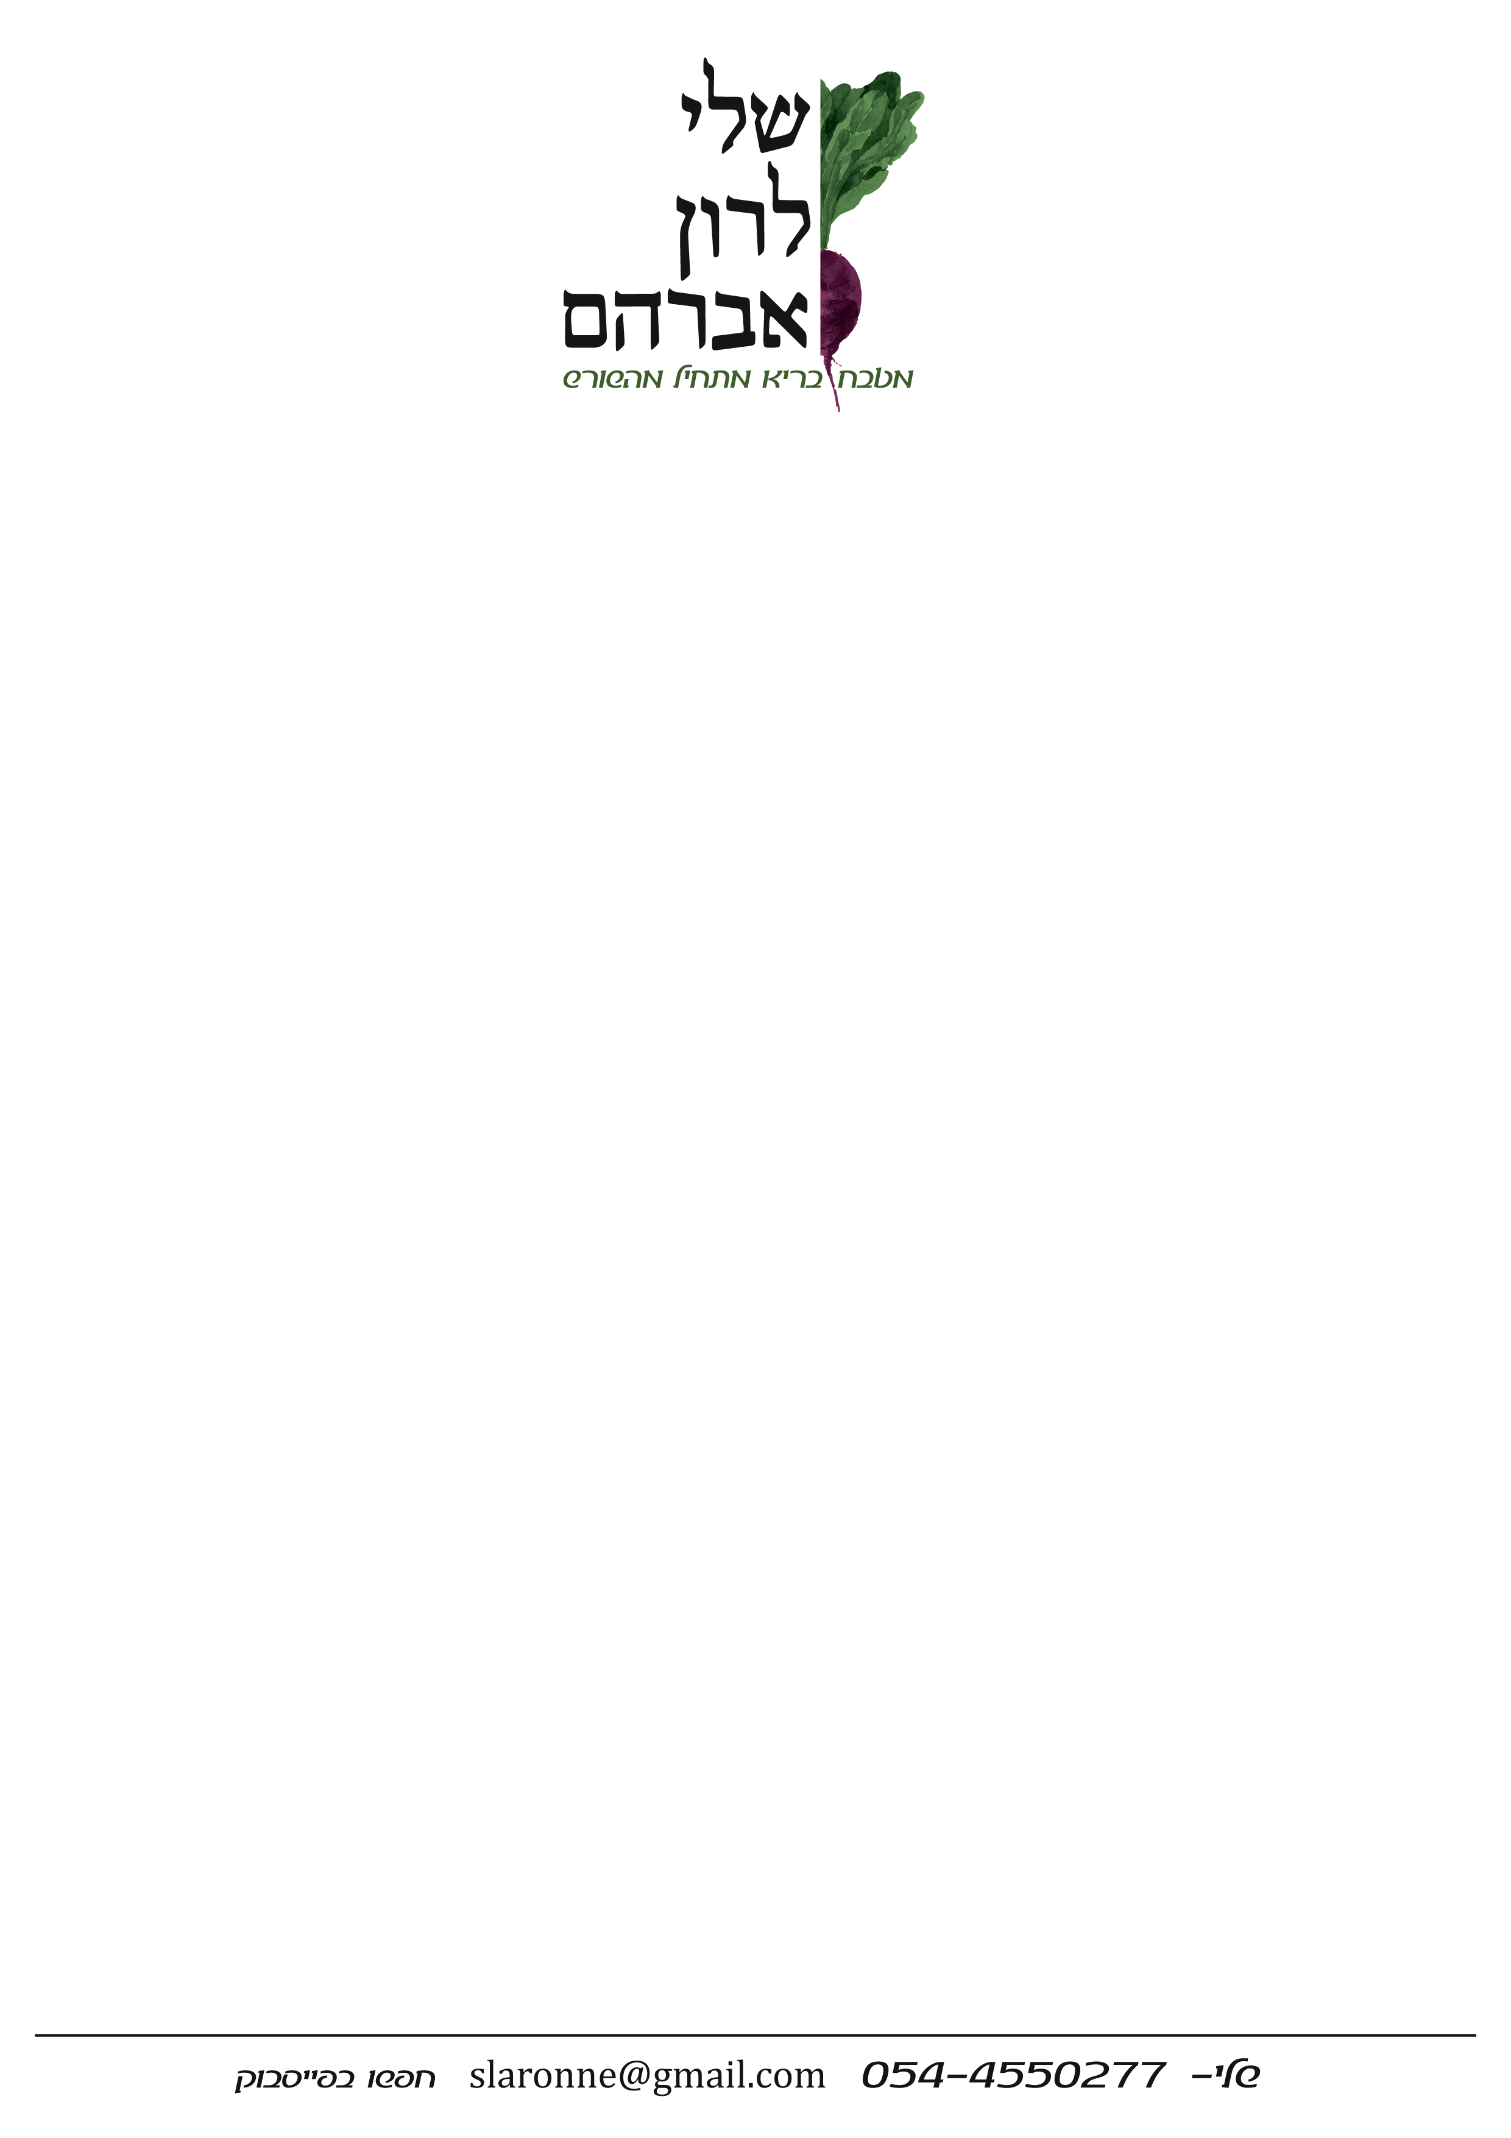 שלי
לרון
אברהם
מטבח בריא מתחיל מהשורש
שלי- 054-4550277 slaronne@gmail.com חפשו בפייסבוק